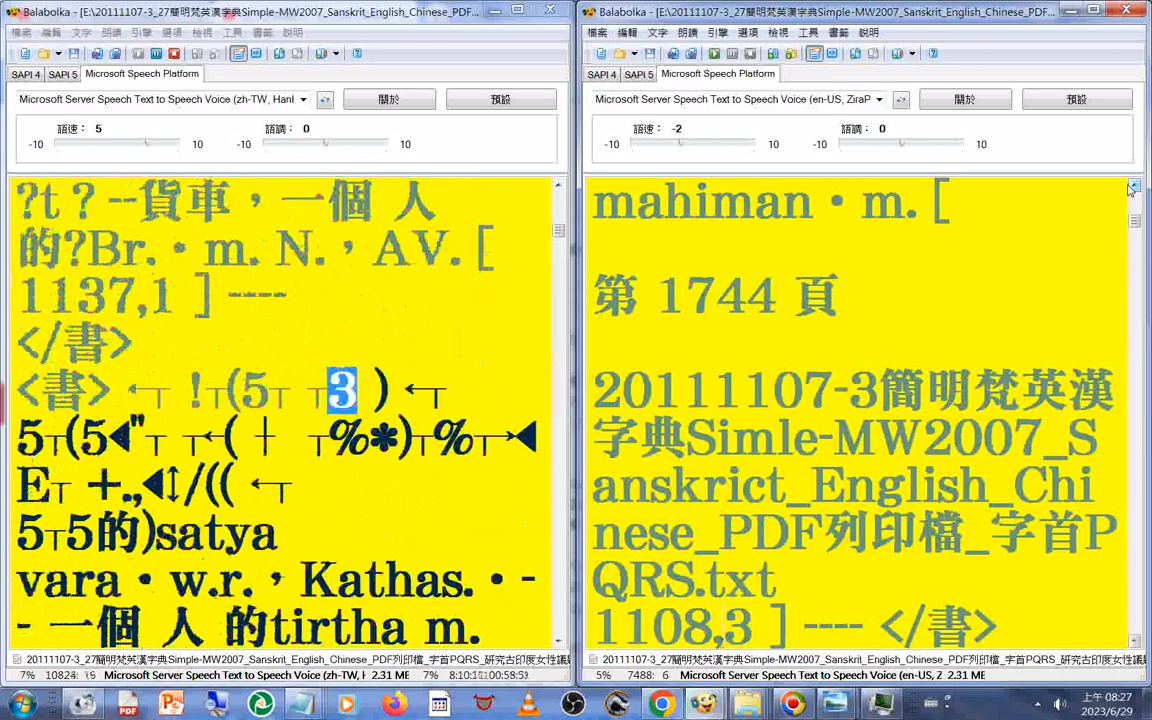 Balabolka - [E:\20111107-3_27簡明梵英漢字典Simple-MW2007_Sanskrit_English_Chinese_PDF...
檔案 編輯 文字 朗讀 引擎 選項 檢視 工具 書籤 說明
SAPI 4 SAPI 5 Microsoft Speech Platform
Microsoft Server Speech Text to Speech Voice (zh-TW, Hanl
關於
預設
語速： 5
語調： 0
-10 10 -10 10
?t ? --貨車，一個 人
的?Br.‧m. N.，AV. [
1137,1 ] ----
</書>
<書> ←┬ !┬(5┬ ┬3 ) ←┬
5┬(5◄"┬ ┬←( ┼ ┬%*)┬%┬→◄
E┬ +.,◄↕/(( ←┬
5┬5的)satya
vara‧w.r.，Kathas.‧-
- 一個 人 的tirtha m.
20111107-3_27簡明梵英漢字典Simple-MW2007_Sanskrit_English_Chinese_PDF列印檔_字首PQRS_研究古印度女性議
7% 10824: Microsoft Server Speech Text to Speech Voice (zh-TW, 7% 8:10:11(00:58:51) 2.31 MB
Balabolka - [E:\20111107-3_27簡明梵英漢字典Simple-MW2007_Sanskrit_English_Chinese_PDF...
檔案 編輯 文字 朗讀 引擎 選項 檢視 工具 書籤 說明
SAPI 4 SAPI 5 Microsoft Speech Platform
Microsoft Server Speech Text to Speech Voice (en-US, ZiraP
關於
預設
語速： -2
語調： 0
-10 10 -10 10
mahiman‧m. [
第 1744 頁
20111107-3簡明梵英漢
字典Simle-MW2007_S
anskrict_English_Chi
nese_PDF列印檔_字首P
QRS.txt
1108,3 ] ---- </書>
20111107-3_27簡明梵英漢字典Simple-MW2007_Sanskrit_English_Chinese_PDF列印檔_字首PQRS_研究古印度女性議
5% 7488: 6 Microsoft Server Speech Text to Speech Voice (en-US, Z 2.31 MB
上午 08:27
2023/6/29